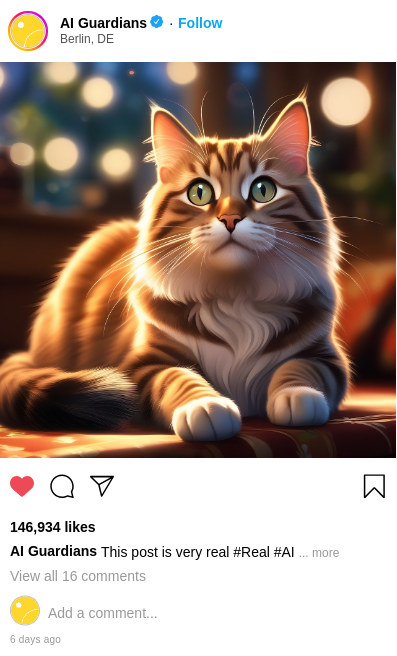 AI Guardians · Follow
Berlin, DE
146,934 likes
AI Guardians This post is very real #Real #AI ... more
View all 16 comments
Add a comment...
6 days ago